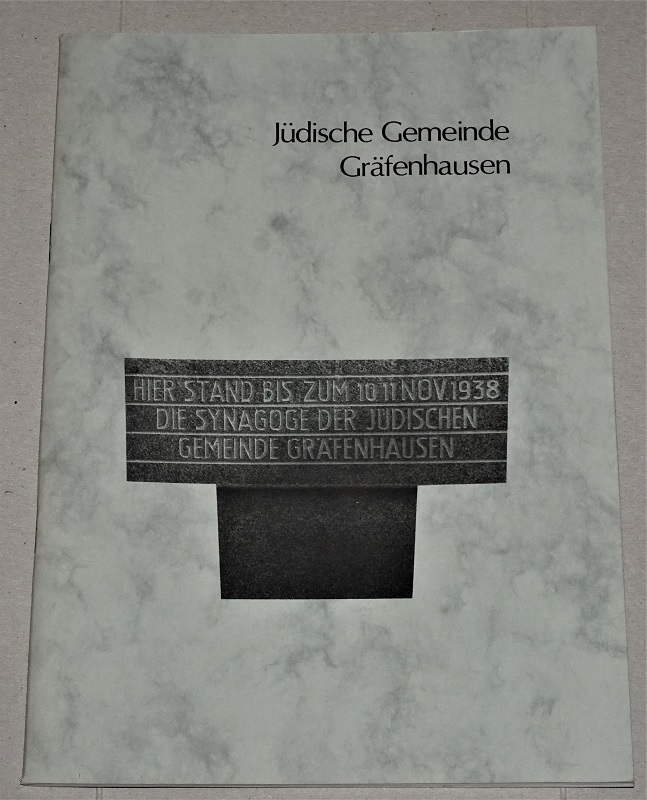 Jüdische Gemeinde
Gräfenhausen
HIER STAND BIS ZUM 10 11 NOV. 1938
DIE SYNAGOGE DER JÜDISCHEN
GEMEINDE GRÄFENHAUSEN